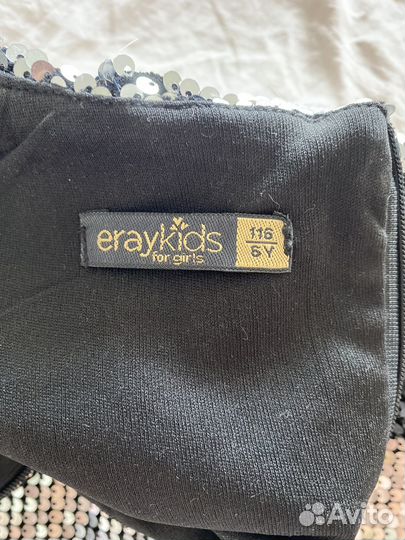 eraykids
for girls
116
6Y
Avito